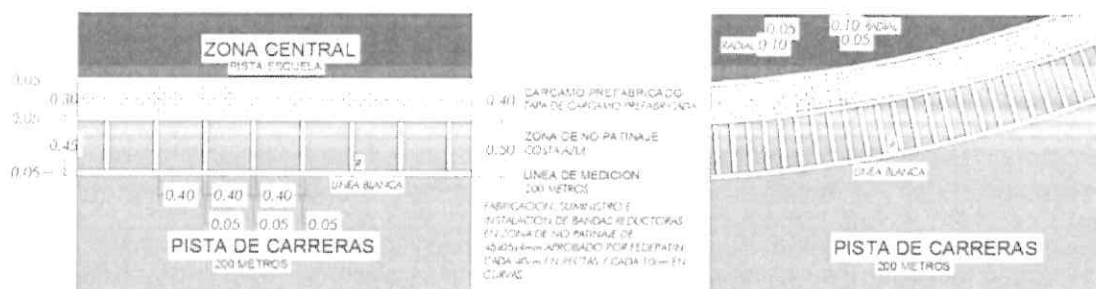 ZONA CENTRAL
PISTA ESCUELA
0.05
0.30
0.05
0.45
0.05
0.40 0.40 0.40
0.05 0.05 0.05
LINEA BLANCA
PISTA DE CARRERAS
200 METROS
0.40
CARCAMO PREFABRICADO
TAPA DE CARCAMO PREFABRICADA
0.50
ZONA DE NO PATINAJE
COSTA AZUL
LINEA DE MEDICION
200 METROS
FABRICACION, SUMINISTRO E
INSTALACION DE BANDAS REDUCTORAS
EN ZONA DE NO PATINAJE DE
45x05x4mm APROBADO POR FEDEPATIN
CADA 40cm EN RECTAS Y CADA 10cm EN
CURVAS
0.05
RADIAL 0.10
0.10 RADIAL
0.05
LINEA BLANCA
PISTA DE CARRERAS
200 METROS